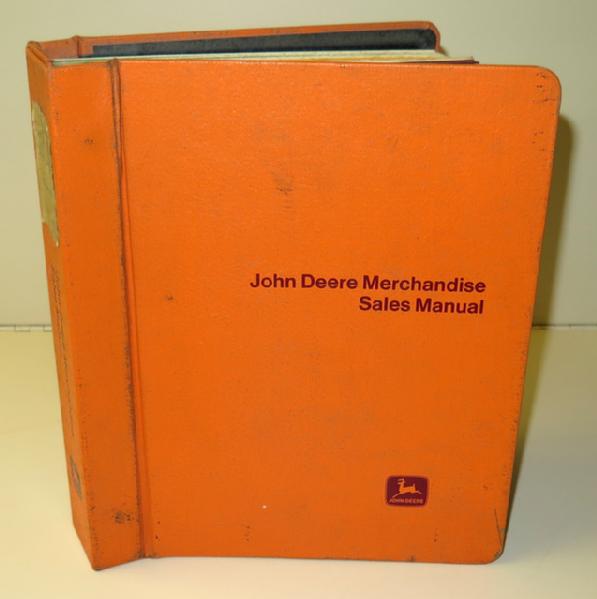 John Deere Merchandise
Sales Manual
JOHN DEERE